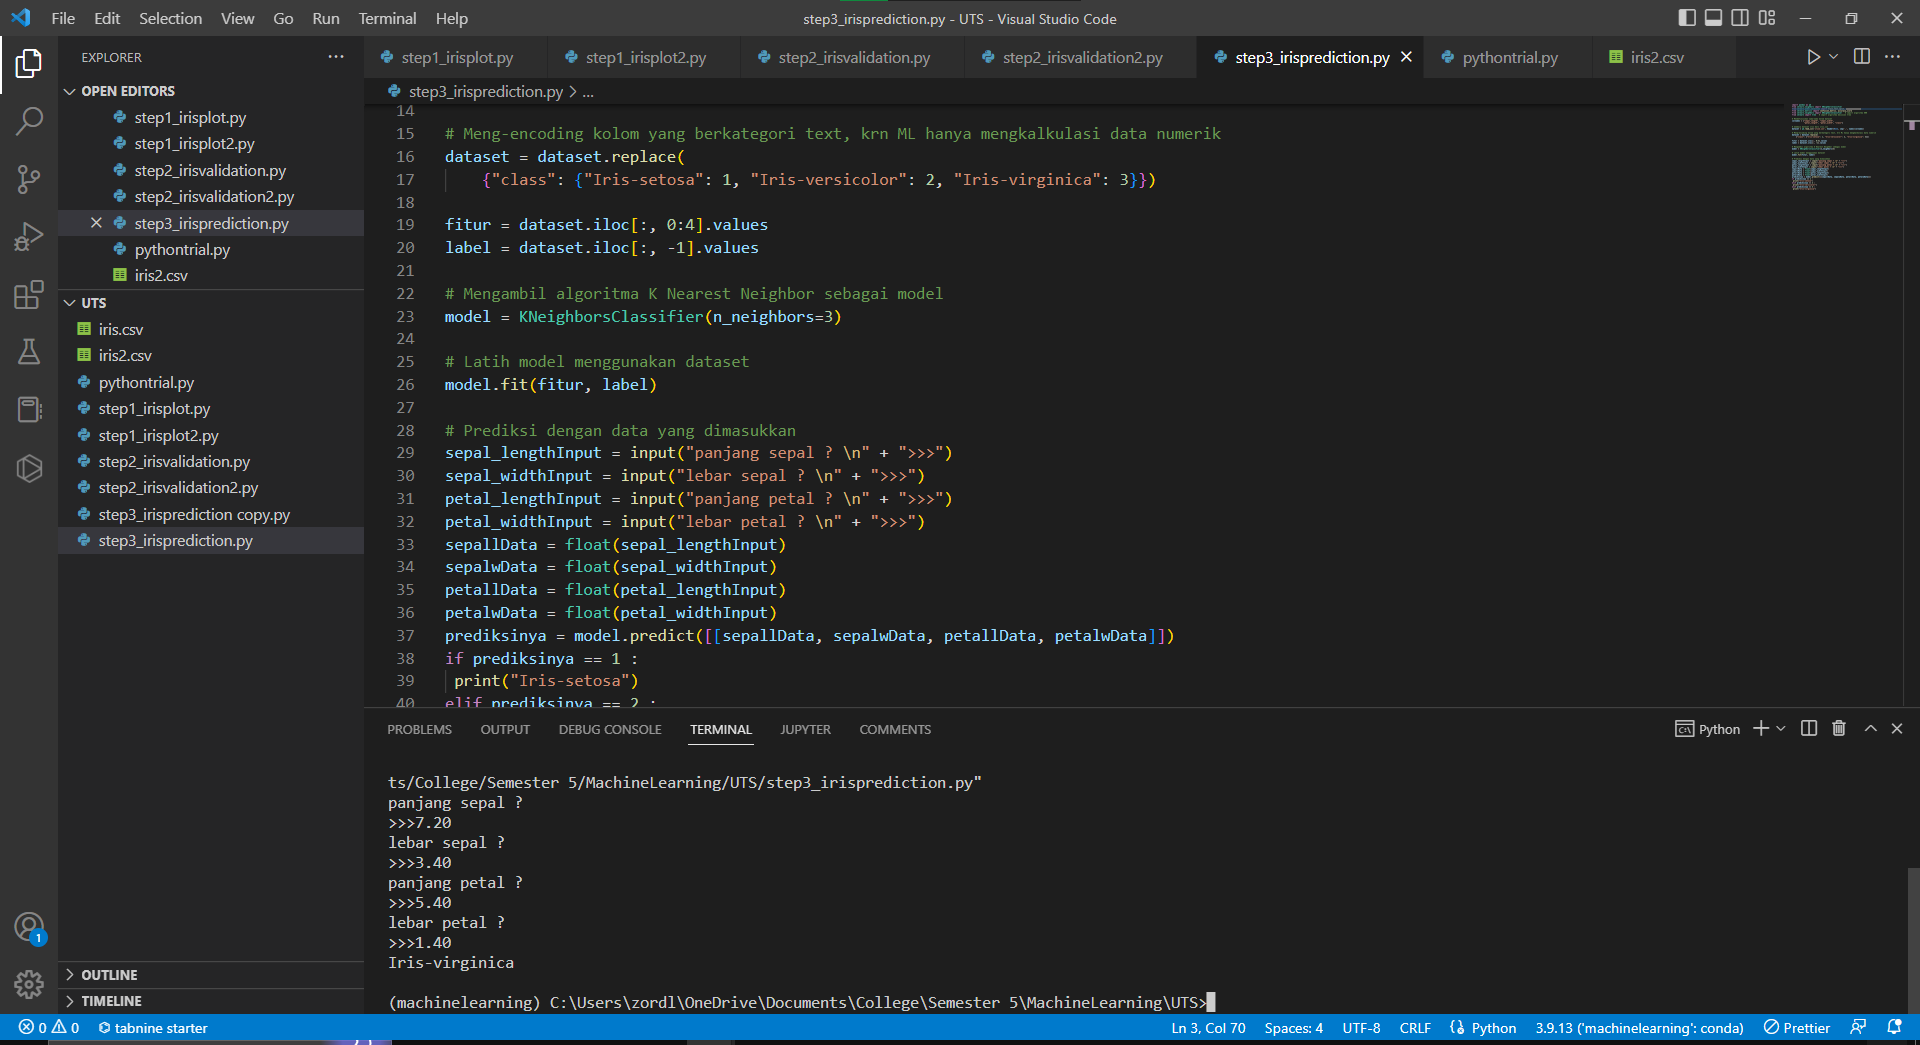 File Edit Selection View Go Run Terminal Help
step3_irisprediction.py - UTS - Visual Studio Code
EXPLORER
OPEN EDITORS
step1_irisplot.py
step1_irisplot2.py
step2_irisvalidation.py
step2_irisvalidation2.py
step3_irisprediction.py
pythontrial.py
iris2.csv
UTS
iris.csv
iris2.csv
pythontrial.py
step1_irisplot.py
step1_irisplot2.py
step2_irisvalidation.py
step2_irisvalidation2.py
step3_irisprediction copy.py
step3_irisprediction.py
OUTLINE
TIMELINE
step1_irisplot.py step1_irisplot2.py step2_irisvalidation.py step2_irisvalidation2.py step3_irisprediction.py pythontrial.py iris2.csv
step3_irisprediction.py > ...
14
15 # Meng-encoding kolom yang berkategori text, krn ML hanya mengkalkulasi data numerik
16 dataset = dataset.replace(
17     {"class": {"Iris-setosa": 1, "Iris-versicolor": 2, "Iris-virginica": 3}})
18
19 fitur = dataset.iloc[:, 0:4].values
20 label = dataset.iloc[:, -1].values
21
22 # Mengambil algoritma K Nearest Neighbor sebagai model
23 model = KNeighborsClassifier(n_neighbors=3)
24
25 # Latih model menggunakan dataset
26 model.fit(fitur, label)
27
28 # Prediksi dengan data yang dimasukkan
29 sepal_lengthInput = input("panjang sepal ? \n" + ">>>")
30 sepal_widthInput = input("lebar sepal ? \n" + ">>>")
31 petal_lengthInput = input("panjang petal ? \n" + ">>>")
32 petal_widthInput = input("lebar petal ? \n" + ">>>")
33 sepallData = float(sepal_lengthInput)
34 sepalwData = float(sepal_widthInput)
35 petallData = float(petal_lengthInput)
36 petalwData = float(petal_widthInput)
37 prediksinya = model.predict([[sepallData, sepalwData, petallData, petalwData]])
38 if prediksinya == 1 :
39  print("Iris-setosa")
40 elif prediksinya == 2 :
PROBLEMS OUTPUT DEBUG CONSOLE TERMINAL JUPYTER COMMENTS
Python
ts/College/Semester 5/MachineLearning/UTS/step3_irisprediction.py"
panjang sepal ?
>>>7.20
lebar sepal ?
>>>3.40
panjang petal ?
>>>5.40
lebar petal ?
>>>1.40
Iris-virginica
(machinelearning) C:\Users\zordl\OneDrive\Documents\College\Semester 5\MachineLearning\UTS>
1
0 0 tabnine starter
Ln 3, Col 70 Spaces: 4 UTF-8 CRLF Python 3.9.13 ('machinelearning': conda) Prettier